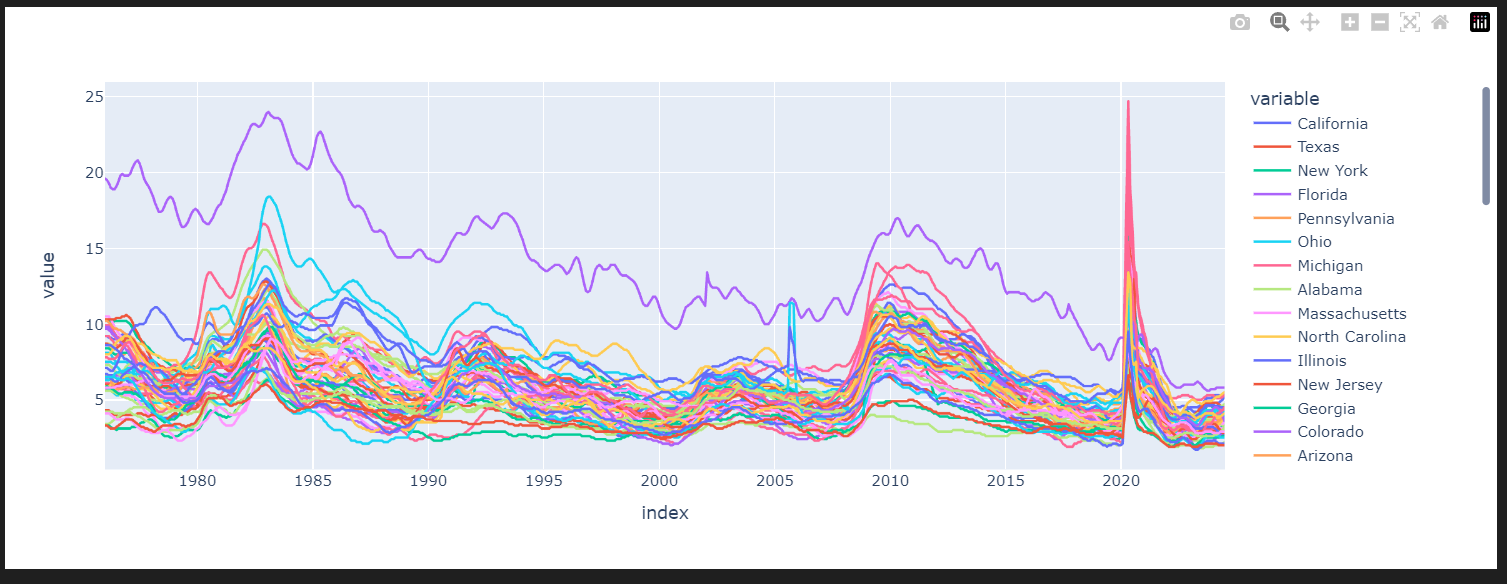 25
20
15
10
5
value
1980 1985 1990 1995 2000 2005 2010 2015 2020
index
variable
California
Texas
New York
Florida
Pennsylvania
Ohio
Michigan
Alabama
Massachusetts
North Carolina
Illinois
New Jersey
Georgia
Colorado
Arizona